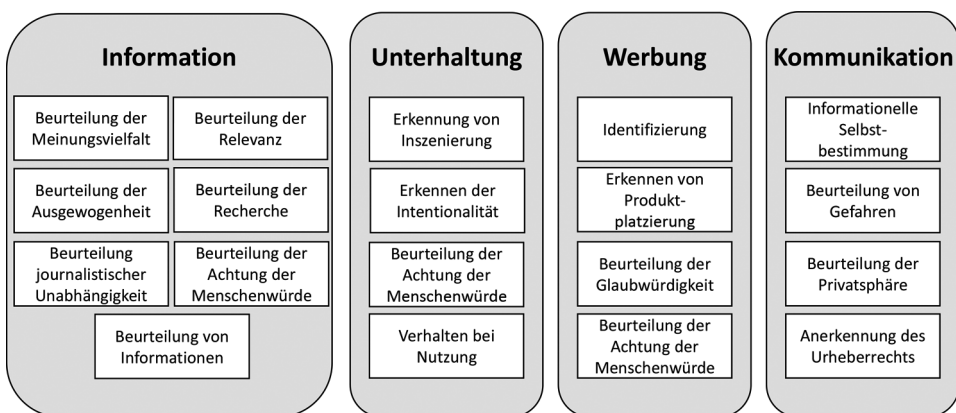 Information
Beurteilung der
Meinungsvielfalt
Beurteilung der
Relevanz
Beurteilung der
Ausgewogenheit
Beurteilung der
Recherche
Beurteilung
journalistischer
Unabhängigkeit
Beurteilung der
Achtung der
Menschenwürde
Beurteilung von
Informationen
Unterhaltung
Erkennung von
Inszenierung
Erkennen der
Intentionalität
Beurteilung der
Achtung der
Menschenwürde
Verhalten bei
Nutzung
Werbung
Identifizierung
Erkennen von
Produkt-
platzierung
Beurteilung der
Glaubwürdigkeit
Beurteilung der
Achtung der
Menschenwürde
Kommunikation
Informationelle
Selbst-
bestimmung
Beurteilung von
Gefahren
Beurteilung der
Privatsphäre
Anerkennung des
Urheberrechts